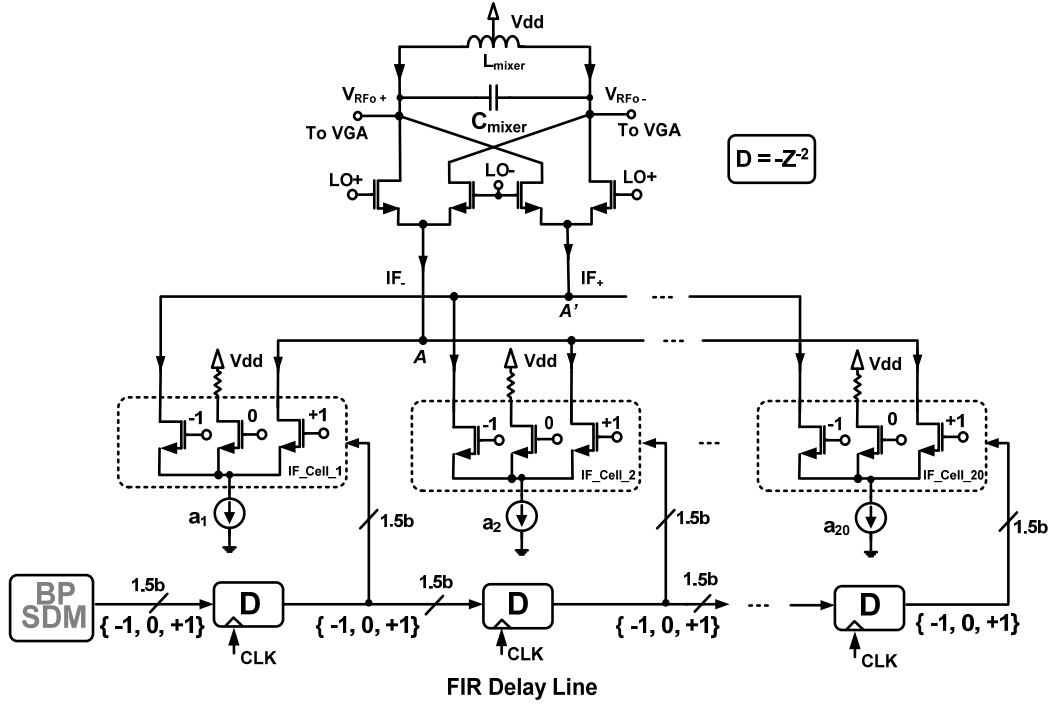 Vdd
Lmixer
VRFo +
VRFo -
To VGA
Cmixer
To VGA
D = -Z-2
LO+
LO-
LO+
IF-
IF+
A'
A
Vdd
Vdd
Vdd
-1
0
+1
-1
0
+1
-1
0
+1
IF_Cell_1
IF_Cell_2
IF_Cell_20
a1
1.5b
a2
1.5b
a20
1.5b
BP
SDM
1.5b
D
1.5b
D
1.5b
D
{ -1, 0, +1}
{ -1, 0, +1}
{ -1, 0, +1}
{ -1, 0, +1}
CLK
CLK
CLK
FIR Delay Line